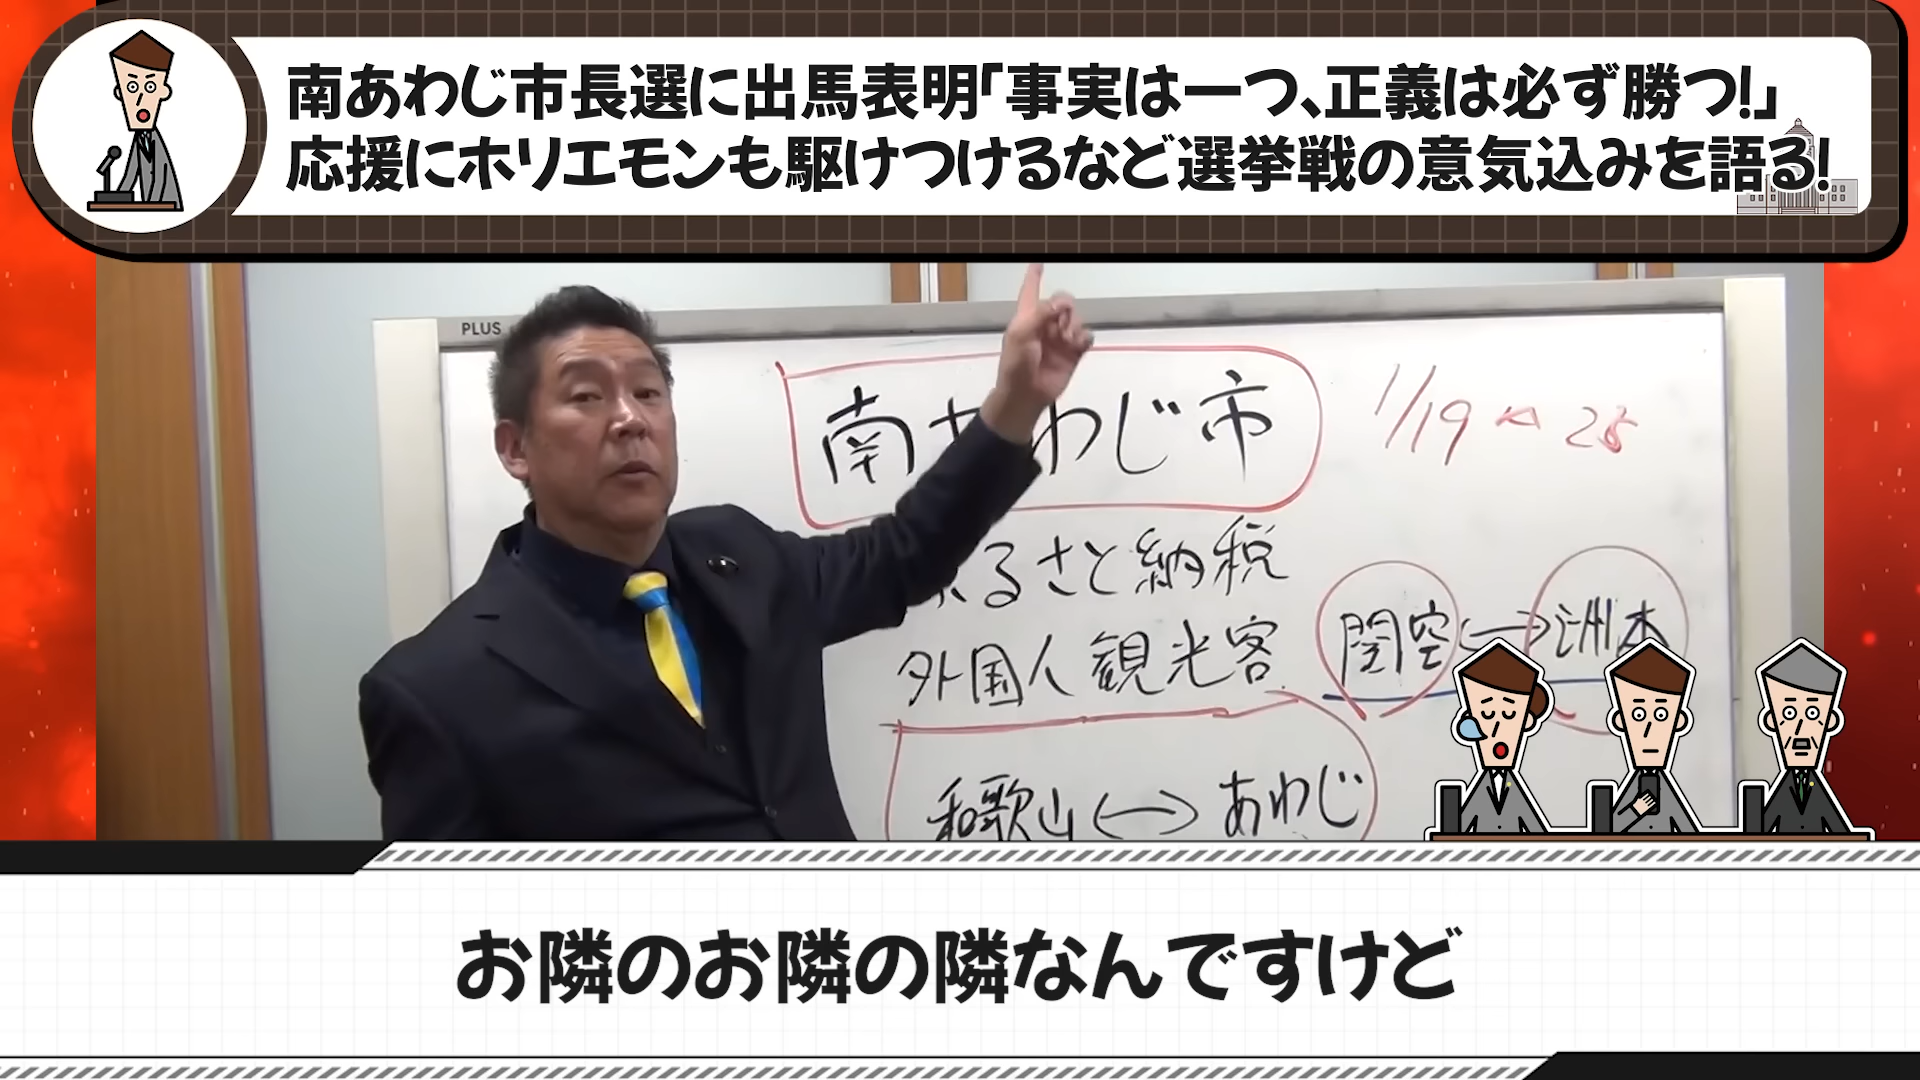 南あわじ市長選に出馬表明「事実は一つ、正義は必ず勝つ!」
応援にホリエモンも駆けつけるなど選挙戦の意気込みを語る!
PLUS
南あわじ市
1/19
ふるさと納税
外国人観光客
関空↔洲本
和歌山↔あわじ
お隣のお隣の隣なんですけど